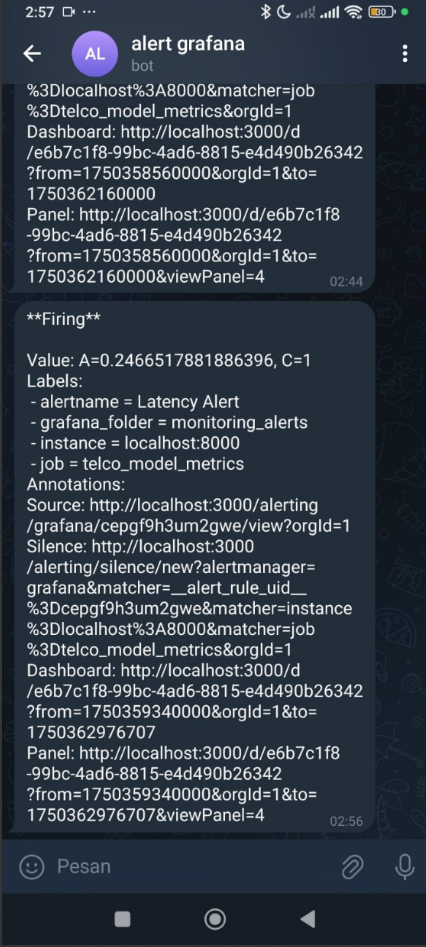 2:57
30
AL
alert grafana
bot
%3Dlocalhost%3A8000&matcher=job
%3Dtelco_model_metrics&orgId=1
Dashboard: http://localhost:3000/d
/e6b7c1f8-99bc-4ad6-8815-e4d490b26342
?from=1750358560000&orgId=1&to=
1750362160000
Panel: http://localhost:3000/d/e6b7c1f8
-99bc-4ad6-8815-e4d490b26342
?from=1750358560000&orgId=1&to=
1750362160000&viewPanel=4
02:44
**Firing**
Value: A=0.2466517881886396, C=1
Labels:
- alertname = Latency Alert
- grafana_folder = monitoring_alerts
- instance = localhost:8000
- job = telco_model_metrics
Annotations:
Source: http://localhost:3000/alerting
/grafana/cepgf9h3um2gwe/view?orgId=1
Silence: http://localhost:3000
/alerting/silence/new?alertmanager=
grafana&matcher=__alert_rule_uid__
%3Dcepgf9h3um2gwe&matcher=instance
%3Dlocalhost%3A8000&matcher=job
%3Dtelco_model_metrics&orgId=1
Dashboard: http://localhost:3000/d
/e6b7c1f8-99bc-4ad6-8815-e4d490b26342
?from=1750359340000&orgId=1&to=
1750362976707
Panel: http://localhost:3000/d/e6b7c1f8
-99bc-4ad6-8815-e4d490b26342
?from=1750359340000&orgId=1&to=
1750362976707&viewPanel=4
02:56
Pesan